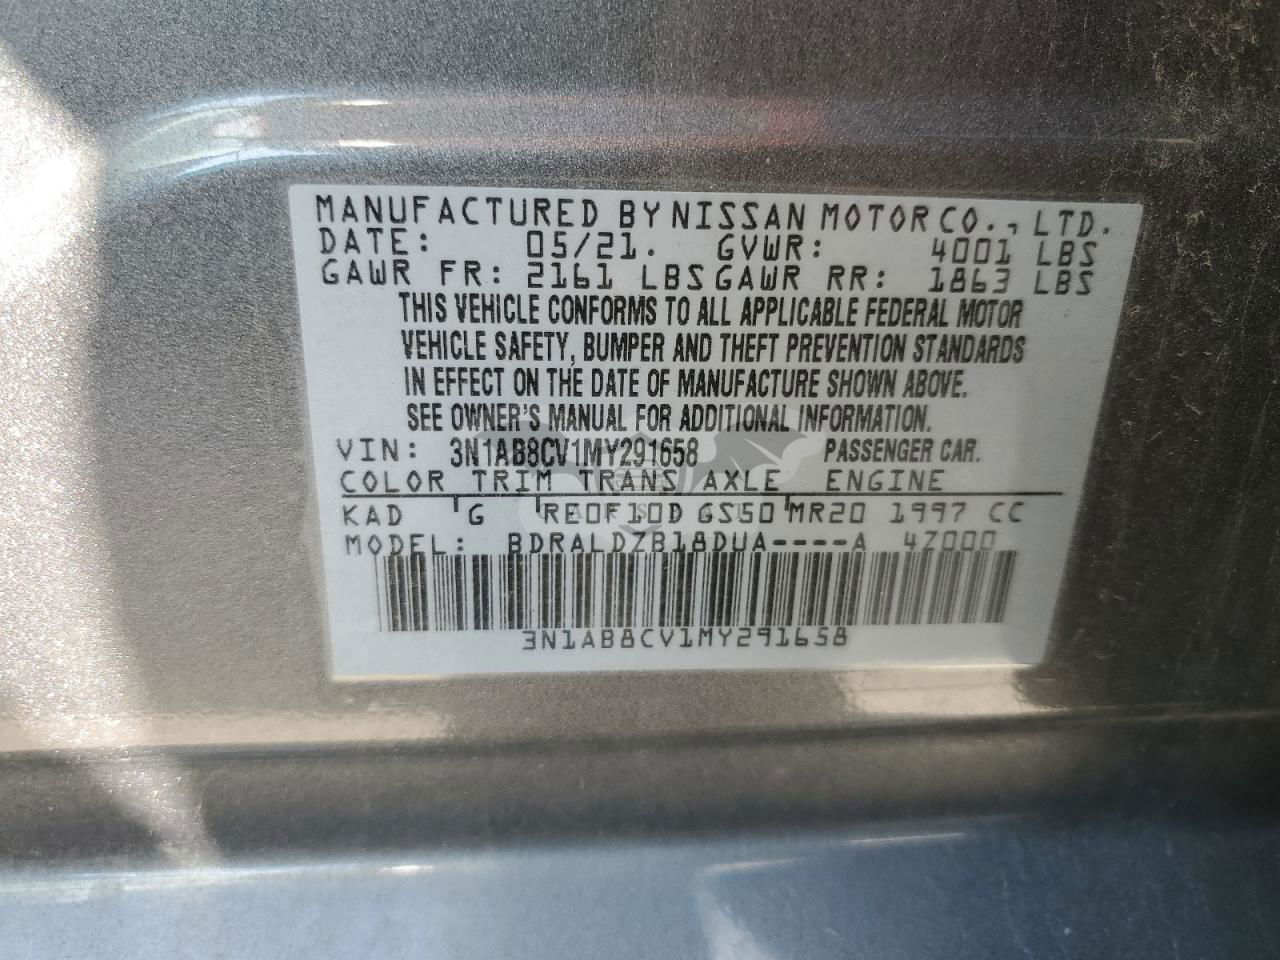 MANUFACTURED BY NISSAN MOTOR CO., LTD.
DATE: 05/21. GVWR: 4001 LBS
GAWR FR: 2161 LBS GAWR RR: 1863 LBS
THIS VEHICLE CONFORMS TO ALL APPLICABLE FEDERAL MOTOR
VEHICLE SAFETY, BUMPER AND THEFT PREVENTION STANDARDS
IN EFFECT ON THE DATE OF MANUFACTURE SHOWN ABOVE.
SEE OWNER'S MANUAL FOR ADDITIONAL INFORMATION.
VIN: 3N1AB8CV1MY291658 PASSENGER CAR.
COLOR TRIM TRANS AXLE ENGINE
KAD G RE0F10D GS50 MR20 1997 CC
MODEL: BDRALDZB18DUA----A 4Z000
3N1AB8CV1MY291658